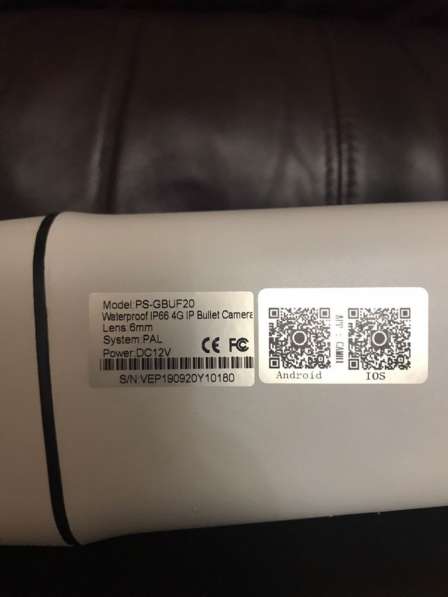 Model:PS-GBUF20
Waterproof IP66 4G IP Bullet Camera
Lens:6mm
System:PAL
Power:DC12V
CE FC
S/N:VEP190920Y10180
Android
IOS